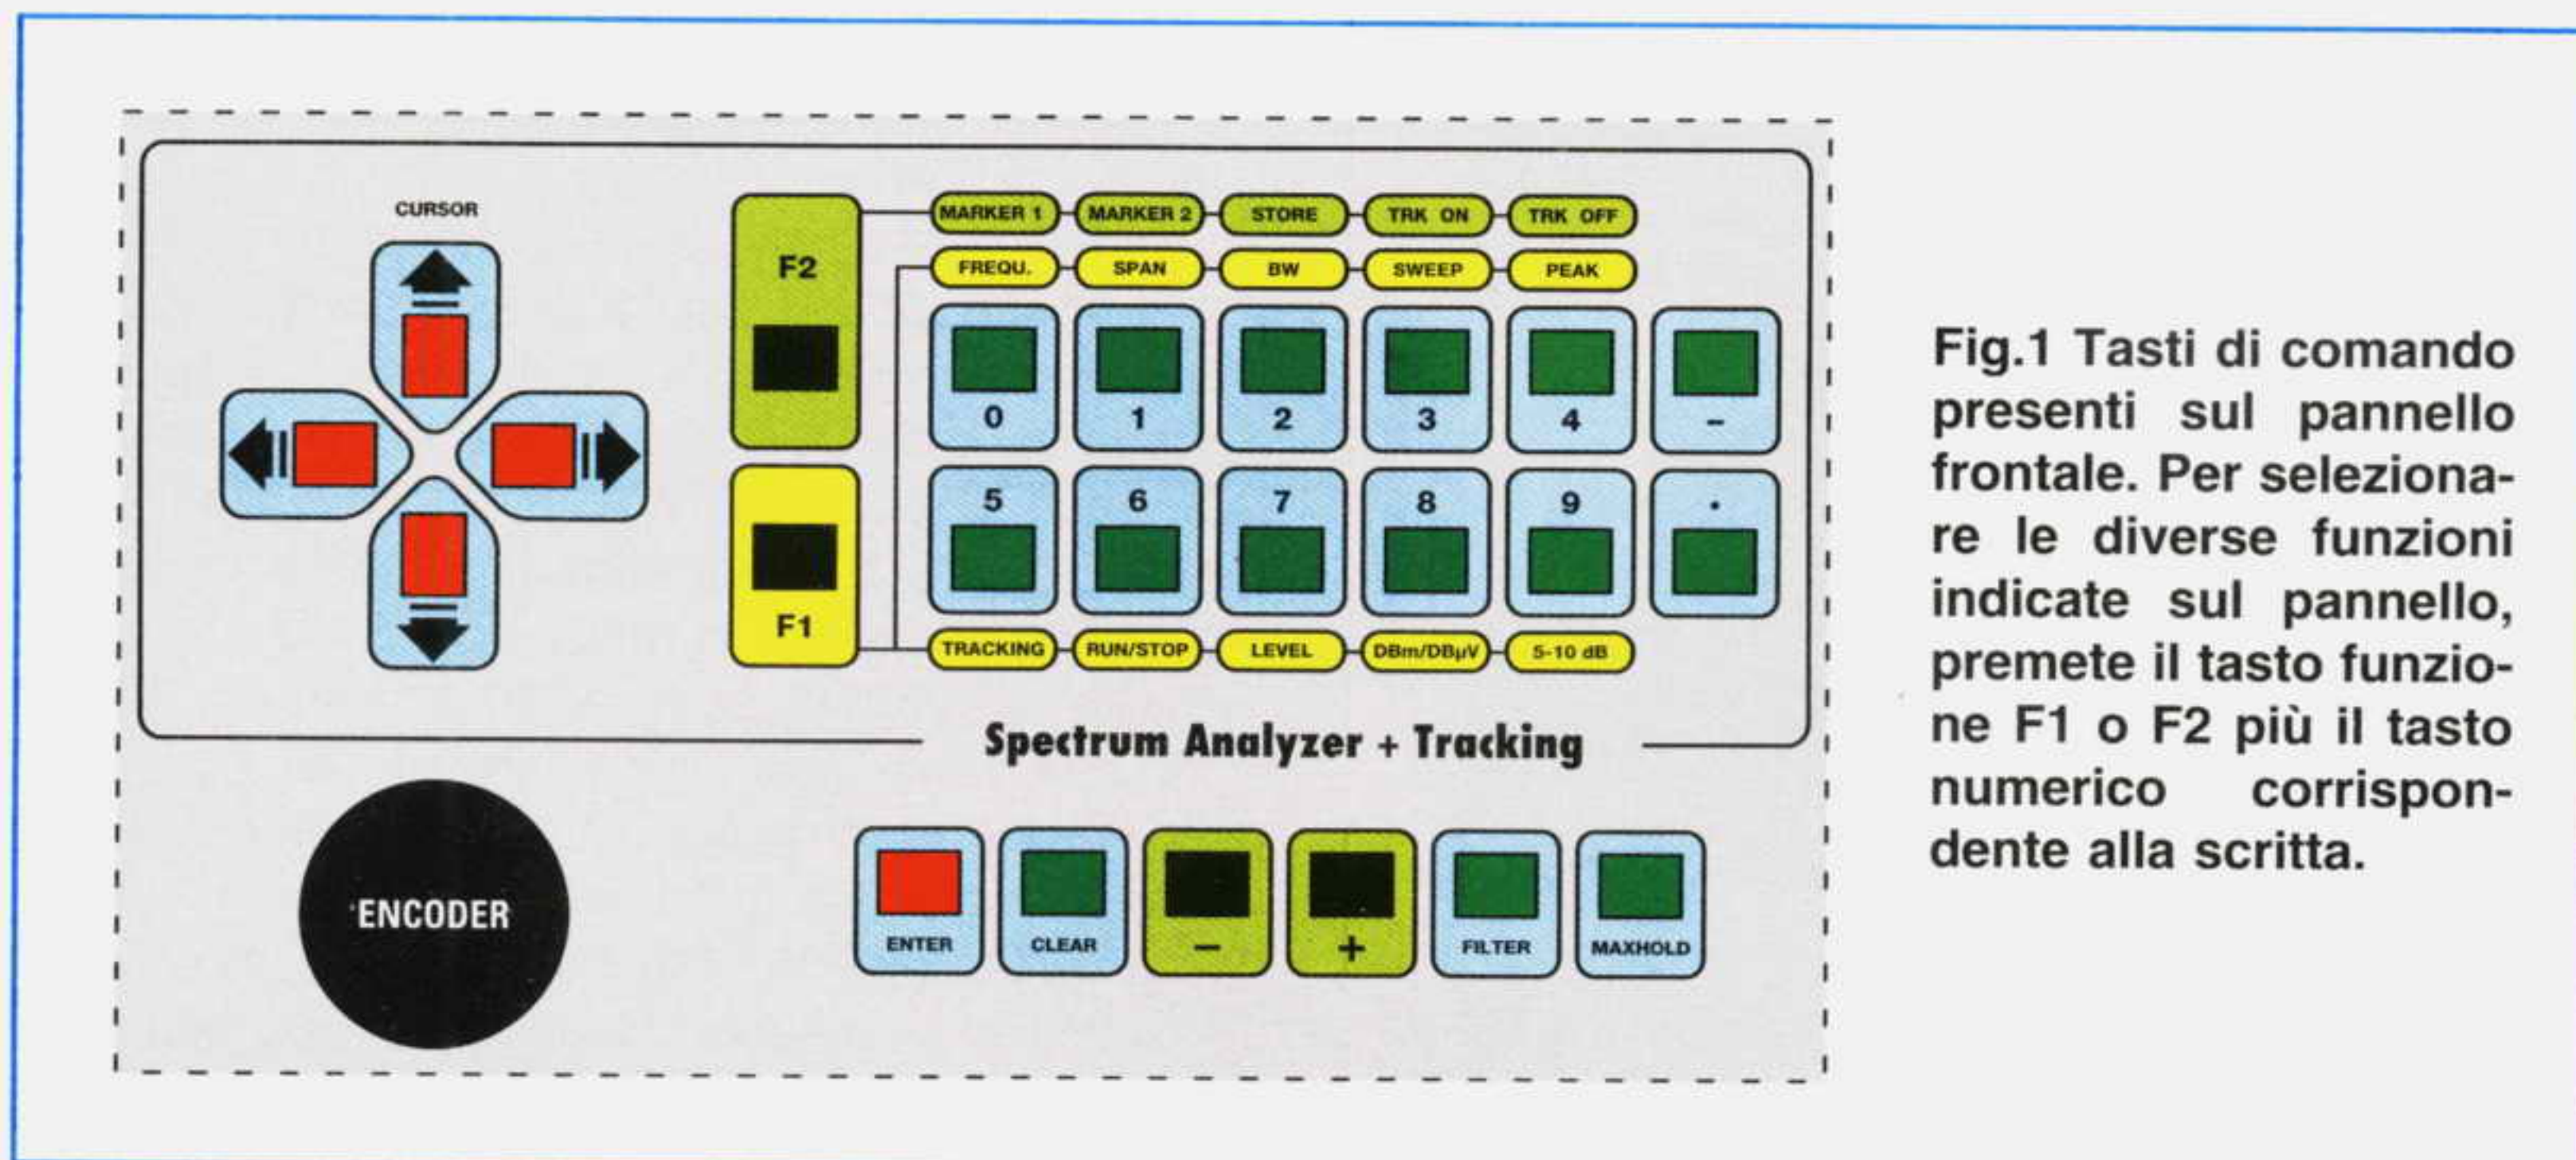 CURSOR
F2
MARKER 1 MARKER 2 STORE TRK ON TRK OFF
FREQU. SPAN BW SWEEP PEAK
0 1 2 3 4 -
5 6 7 8 9 .
F1
TRACKING RUN/STOP LEVEL DBm/DBµV 5-10 dB
Spectrum Analyzer + Tracking
ENCODER
ENTER CLEAR - + FILTER MAXHOLD
Fig.1 Tasti di comando
presenti sul pannello
frontale. Per seleziona-
re le diverse funzioni
indicate sul pannello,
premete il tasto funzio-
ne F1 o F2 più il tasto
numerico corrispon-
dente alla scritta.